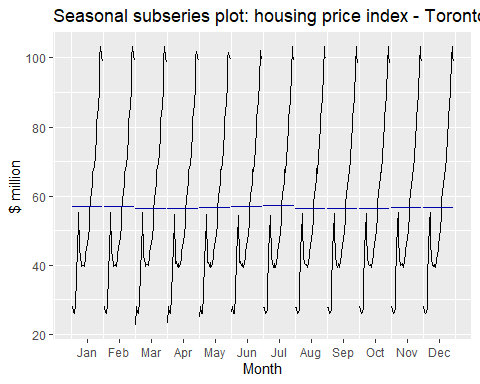 Seasonal subseries plot: housing price index - Toronto
$ million
100
80
60
40
20
Jan Feb Mar Apr May Jun Jul Aug Sep Oct Nov Dec
Month